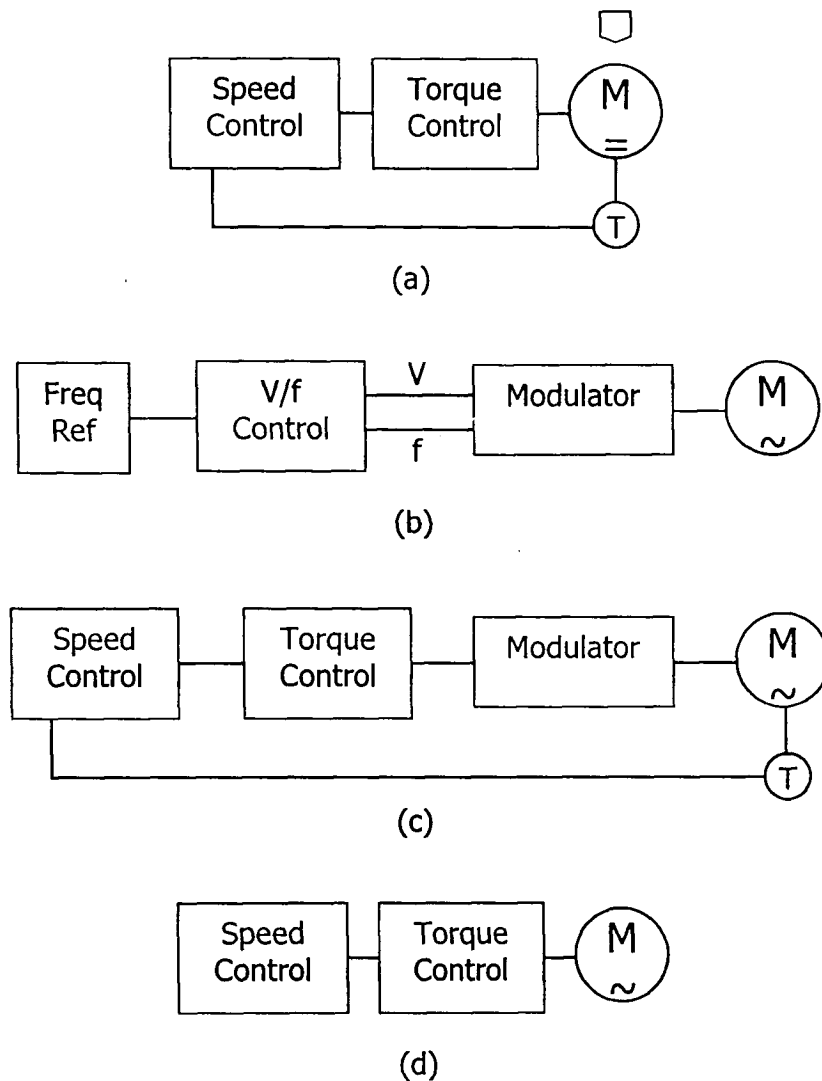 Speed
Control
Torque
Control
M
=
T
(a)
Freq
Ref
V/f
Control
V
f
Modulator
M
~
(b)
Speed
Control
Torque
Control
Modulator
M
~
T
(c)
Speed
Control
Torque
Control
M
~
(d)